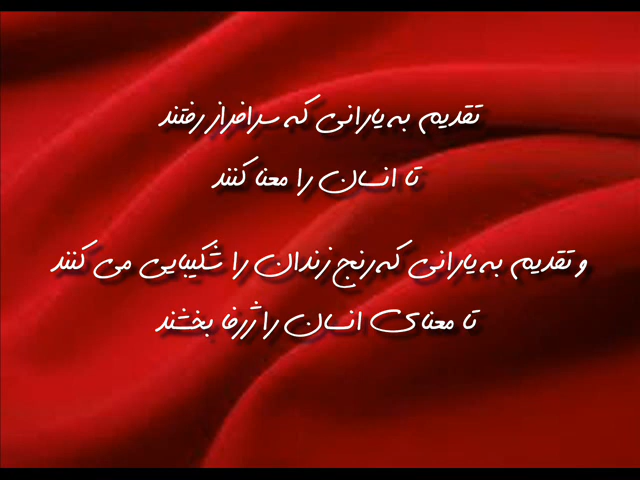 تقدیم به یارانی که سرافراز رفتند
تا انسان را معنا کنند
و تقدیم به یارانی که رنج زندان را شکیبایی می کنند
تا معنای انسان را ژرفا بخشند